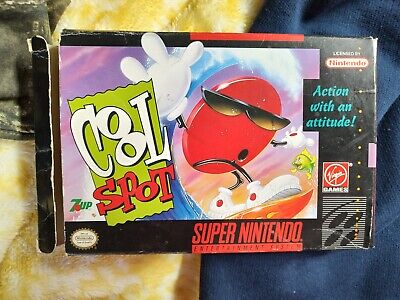 LICENSED BY
Nintendo
Action
with an
attitude!
COOL
SPOT
7UP
Virgin
GAMES
SUPER NINTENDO
ENTERTAINMENT SYSTEM